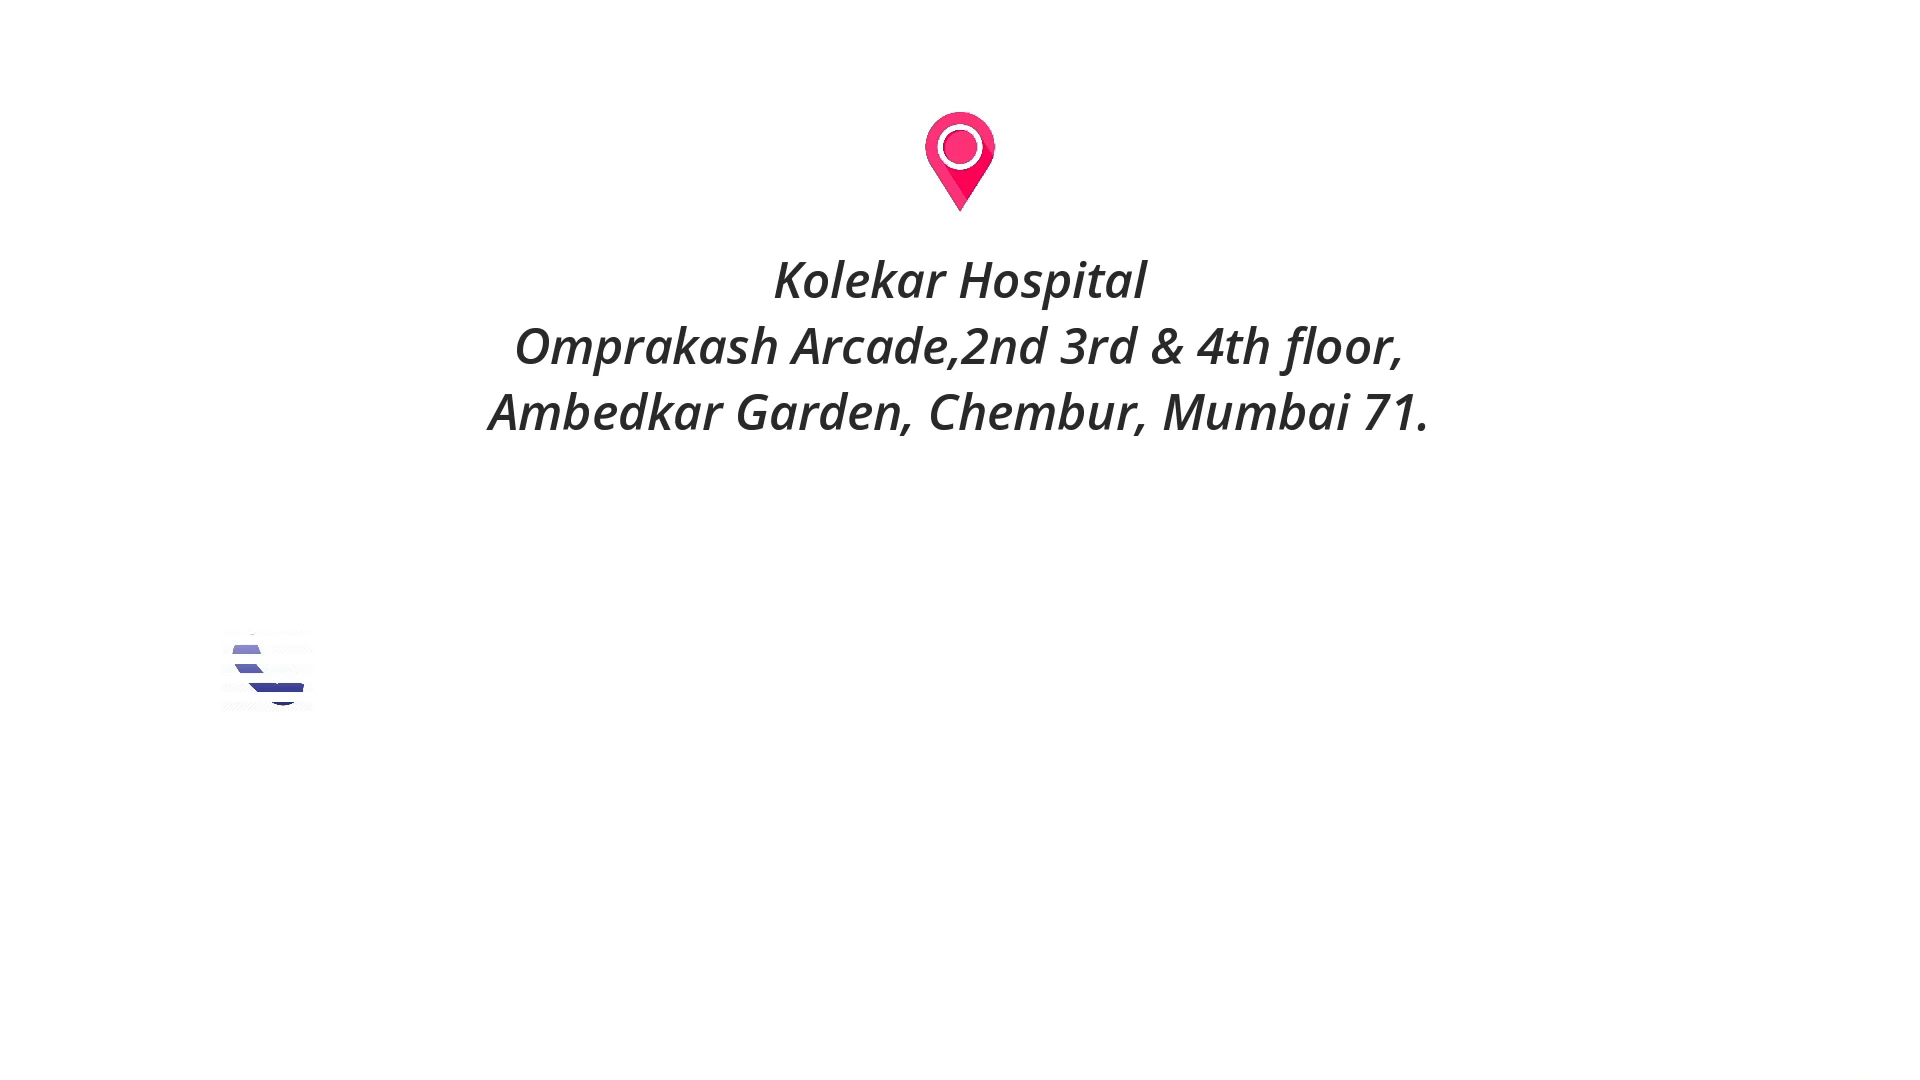 Kolekar Hospital
Omprakash Arcade,2nd 3rd & 4th floor,
Ambedkar Garden, Chembur, Mumbai 71.